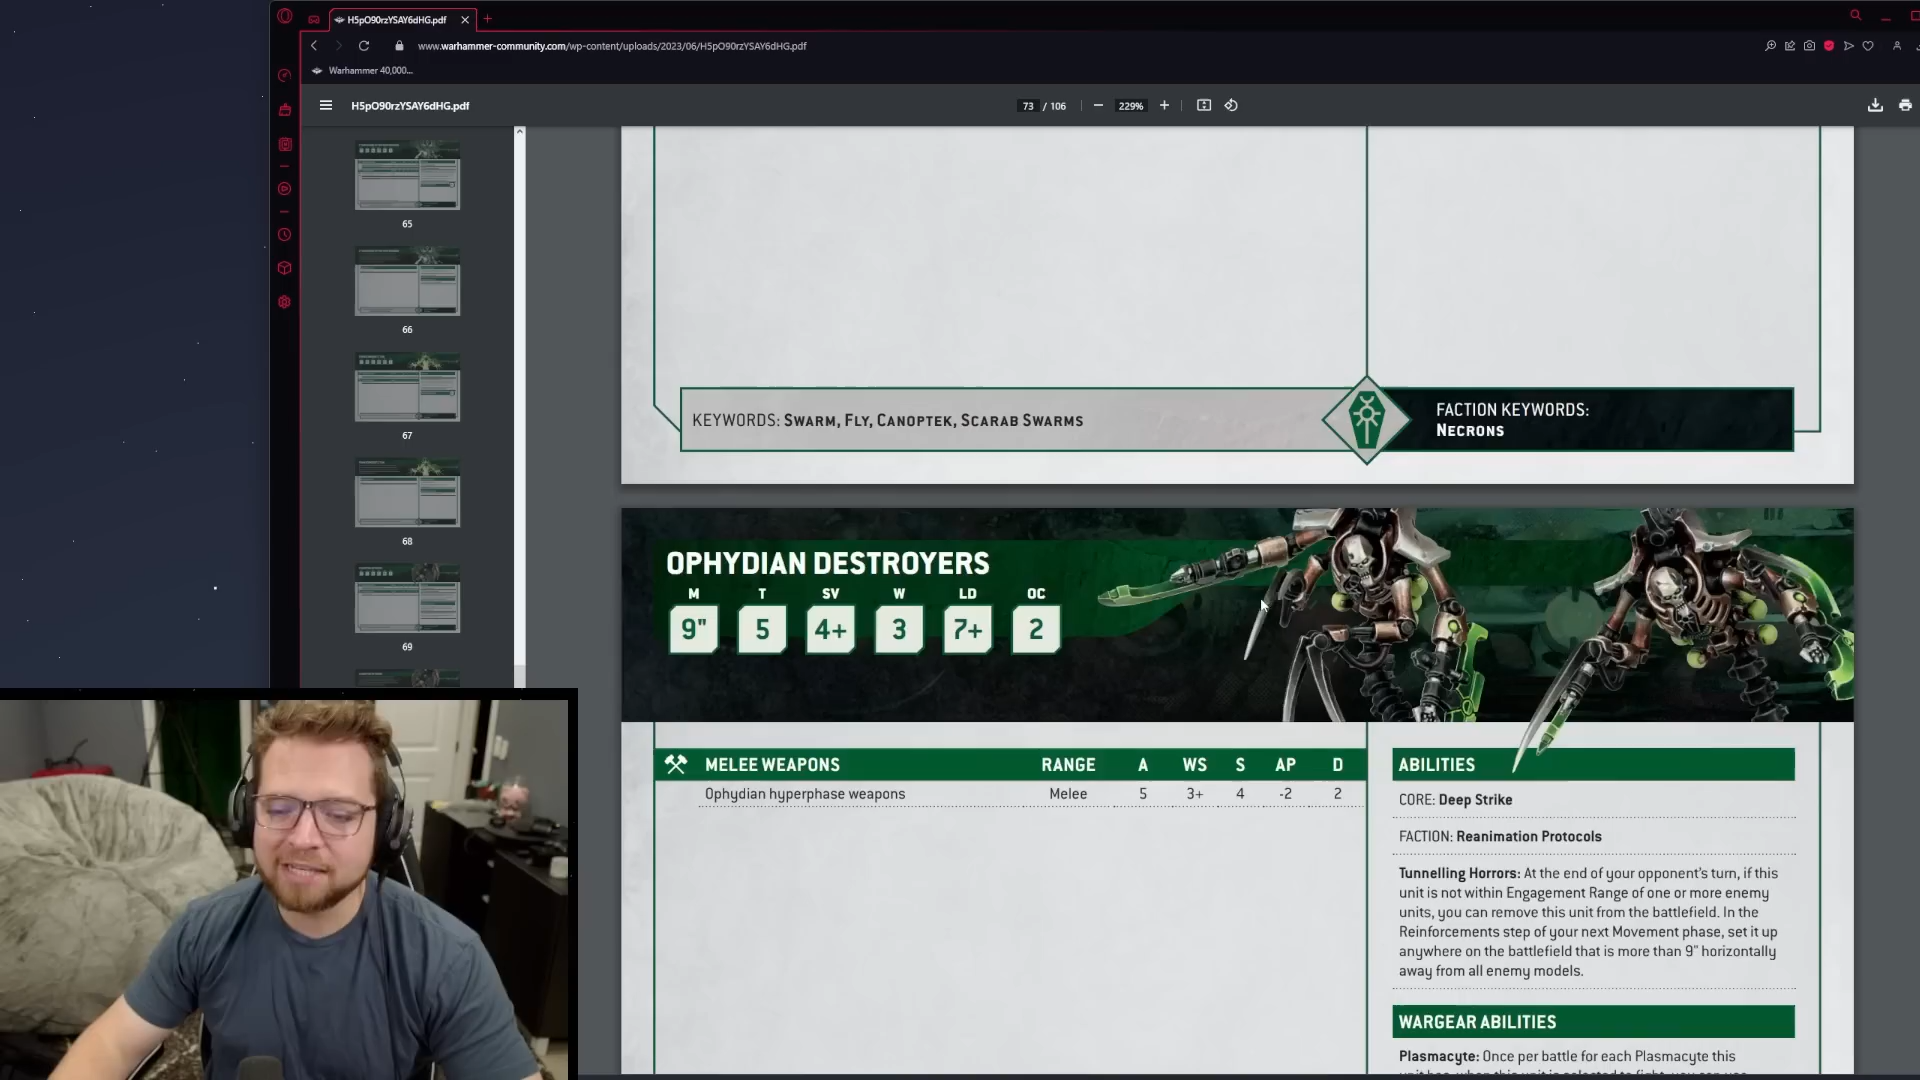 H5pO90rzYSAY6dHG.pdf
www.warhammer-community.com/wp-content/uploads/2023/06/H5pO90rzYSAY6dHG.pdf
Warhammer 40,000...
H5pO90rzYSAY6dHG.pdf
73 / 106
229%
65
66
67
68
69
KEYWORDS: SWARM, FLY, CANOPTEK, SCARAB SWARMS
FACTION KEYWORDS:
NECRONS
OPHYDIAN DESTROYERS
M T SV W LD OC
9" 5 4+ 3 7+ 2
MELEE WEAPONS RANGE A WS S AP D
Ophydian hyperphase weapons Melee 5 3+ 4 -2 2
ABILITIES
CORE: Deep Strike
FACTION: Reanimation Protocols
Tunnelling Horrors: At the end of your opponent's turn, if this
unit is not within Engagement Range of one or more enemy
units, you can remove this unit from the battlefield. In the
Reinforcements step of your next Movement phase, set it up
anywhere on the battlefield that is more than 9" horizontally
away from all enemy models.
WARGEAR ABILITIES
Plasmacyte: Once per battle for each Plasmacyte this